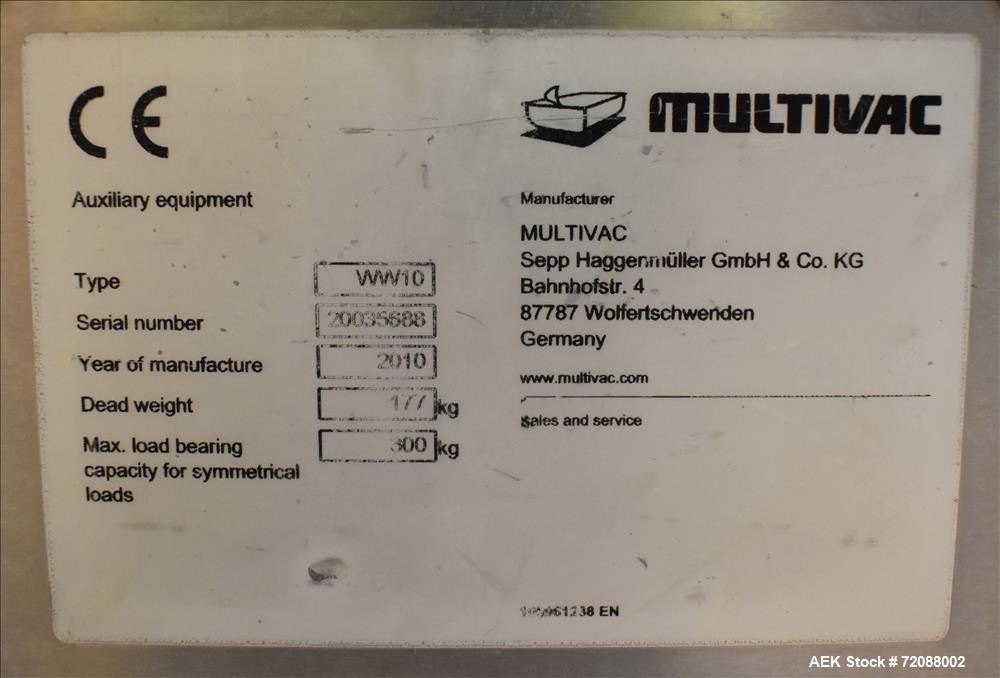 CE
MULTIVAC
Auxiliary equipment
Type WW10
Serial number 20035688
Year of manufacture 2010
Dead weight 177 kg
Max. load bearing 300 kg
capacity for symmetrical
loads
Manufacturer
MULTIVAC
Sepp Haggenmüller GmbH & Co. KG
Bahnhofstr. 4
87787 Wolfertschwenden
Germany
www.multivac.com
Sales and service
EN
AEK Stock # 72088002